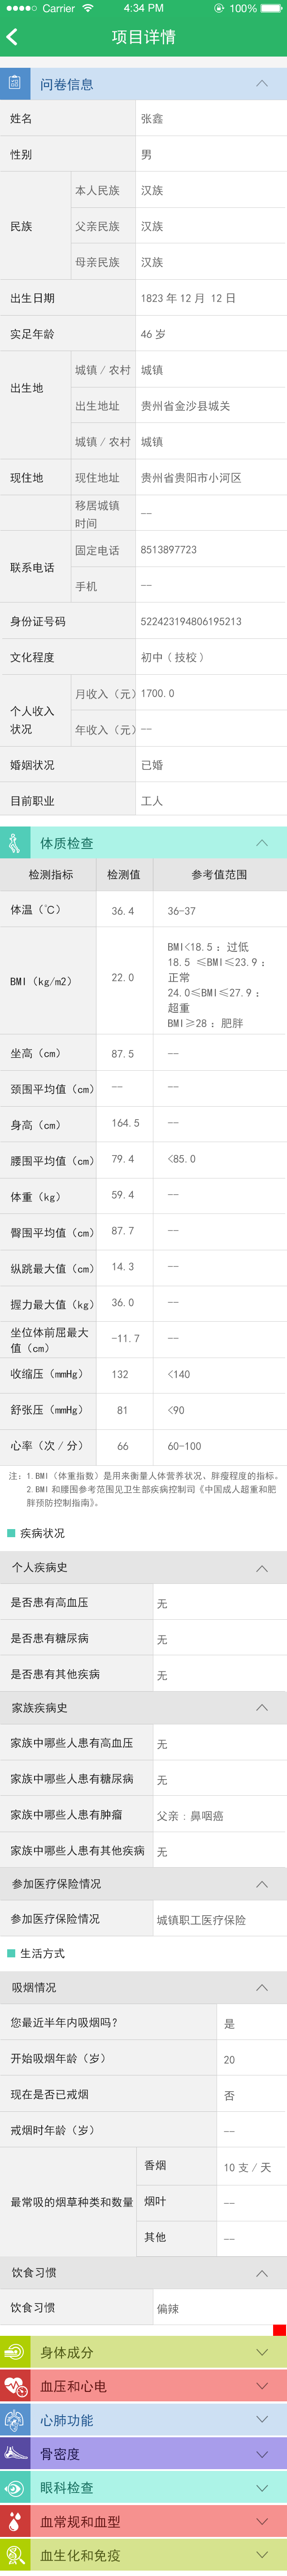 Carrier 4:34 PM 100%
项目详情
问卷信息
姓名 张鑫
性别 男
民族 本人民族 汉族
父亲民族 汉族
母亲民族 汉族
出生日期 1823 年 12 月 12 日
实足年龄 46 岁
出生地 城镇 / 农村 城镇
出生地址 贵州省金沙县城关
城镇 / 农村 城镇
现住地 现住地址 贵州省贵阳市小河区
移居城镇时间 --
联系电话 固定电话 8513897723
手机 --
身份证号码 522423194806195213
文化程度 初中（技校）
个人收入状况 月收入（元） 1700.0
年收入（元） --
婚姻状况 已婚
目前职业 工人
体质检查
检测指标 检测值 参考值范围
体温（℃） 36.4 36-37
BMI（kg/m2） 22.0 BMI<18.5：过低
18.5 ≤BMI≤23.9：
正常
24.0≤BMI≤27.9：
超重
BMI≥28：肥胖
坐高（cm） 87.5 --
颈围平均值（cm） -- --
身高（cm） 164.5 --
腰围平均值（cm） 79.4 <85.0
体重（kg） 59.4 --
臀围平均值（cm） 87.7 --
纵跳最大值（cm） 14.3 --
握力最大值（kg） 36.0 --
坐位体前屈最大值（cm） -11.7 --
收缩压（mmHg） 132 <140
舒张压（mmHg） 81 <90
心率（次 / 分） 66 60-100
注：1.BMI（体重指数）是用来衡量人体营养状况、胖瘦程度的指标。
2.BMI 和腰围参考范围见卫生部疾病控制司《中国成人超重和肥
胖预防控制指南》。
疾病状况
个人疾病史
是否患有高血压 无
是否患有糖尿病 无
是否患有其他疾病 无
家族疾病史
家族中哪些人患有高血压 无
家族中哪些人患有糖尿病 无
家族中哪些人患有肿瘤 父亲：鼻咽癌
家族中哪些人患有其他疾病 无
参加医疗保险情况
参加医疗保险情况 城镇职工医疗保险
生活方式
吸烟情况
您最近半年内吸烟吗？ 是
开始吸烟年龄（岁） 20
现在是否已戒烟 否
戒烟时年龄（岁） --
最常吸的烟草种类和数量 香烟 10 支 / 天
烟叶 --
其他 --
饮食习惯
饮食习惯 偏辣
身体成分
血压和心电
心肺功能
骨密度
眼科检查
血常规和血型
血生化和免疫